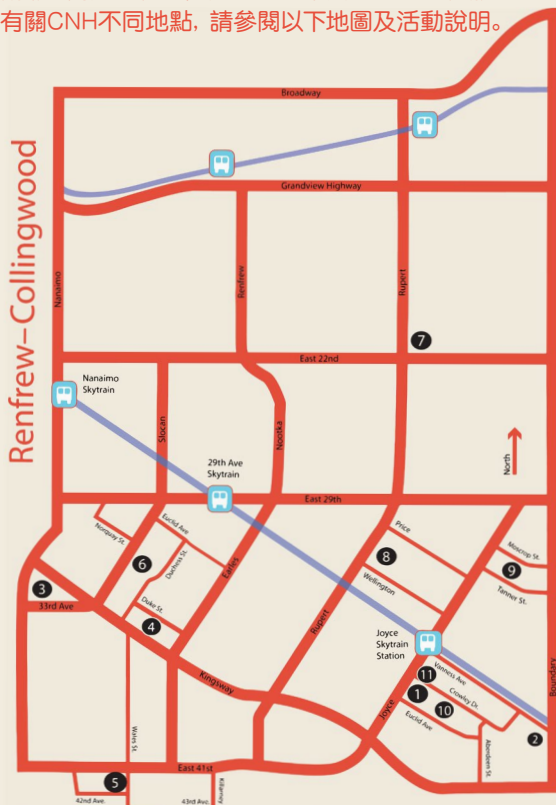 有關CNH不同地點, 請參閱以下地圖及活動說明。
Renfrew-Collingwood
Broadway
Grandview Highway
Nanaimo
Renfrew
Rupert
7
East 22nd
Nanaimo
Skytrain
Slocan
Nootka
North
29th Ave
Skytrain
East 29th
Norquay St.
Euclid Ave
Price
Moscrop St.
6
Duchess St.
Earles
8
9
3
Wellington
Tanner St.
33rd Ave
Duke St.
4
Rupert
Joyce
Skytrain
Station
Boundary
Kingsway
11
Vanness Ave
1
Crowley Dr.
10
Joyce
Euclid Ave
2
Wales St.
Aberdeen St.
East 41st
5
Killarney
42nd Ave.
43rd Ave.